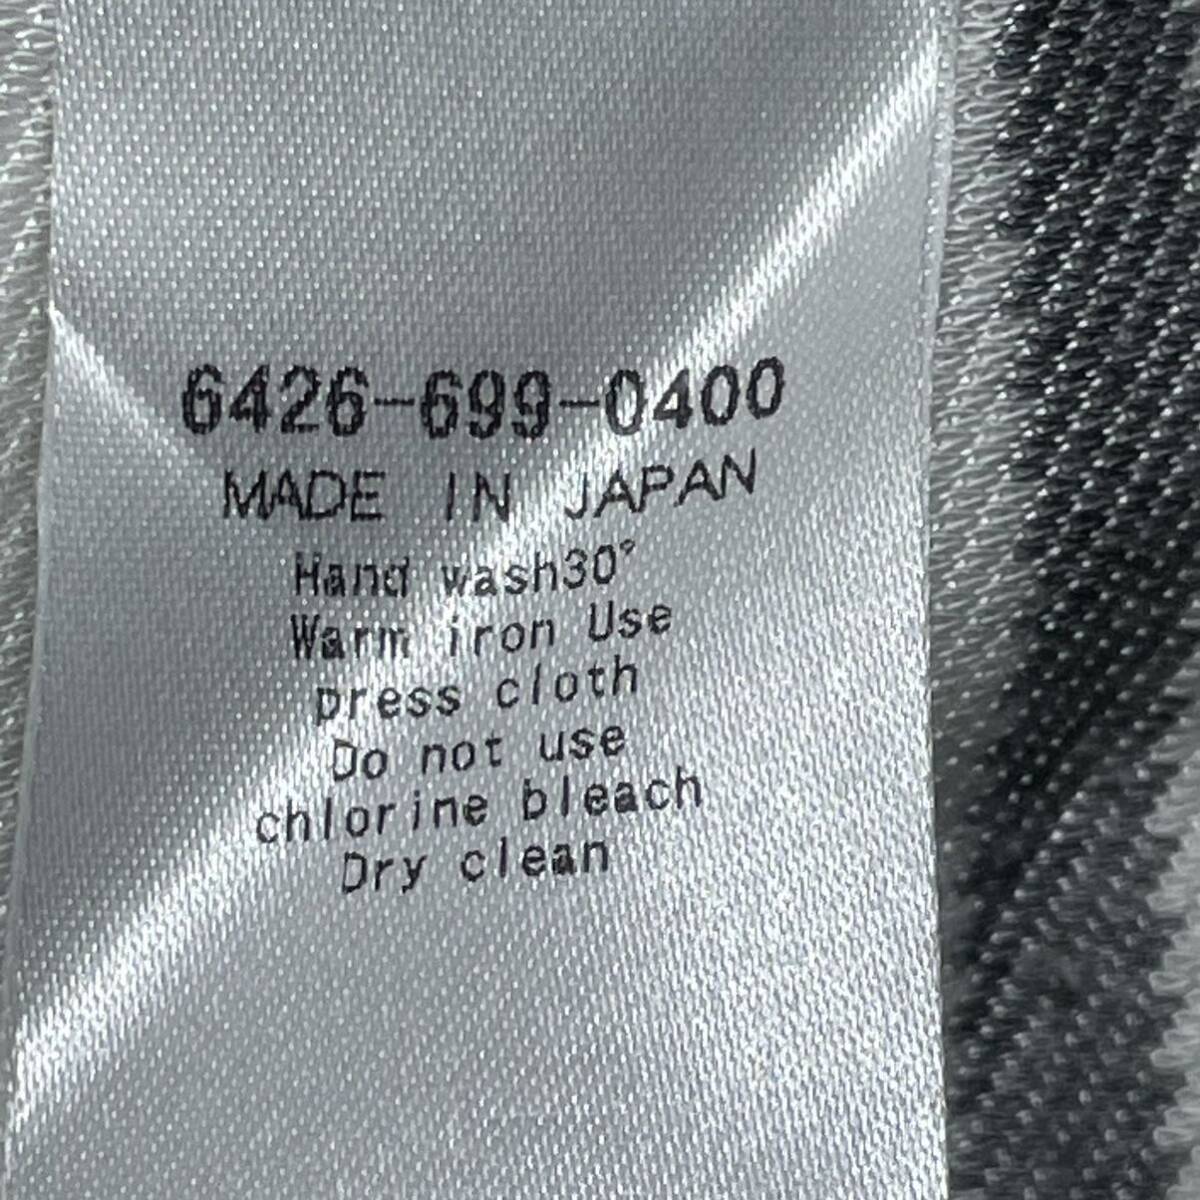 6426-699-0400
MADE IN JAPAN
Hand wash30°
Warm iron Use
press cloth
Do not use
chlorine bleach
Dry clean